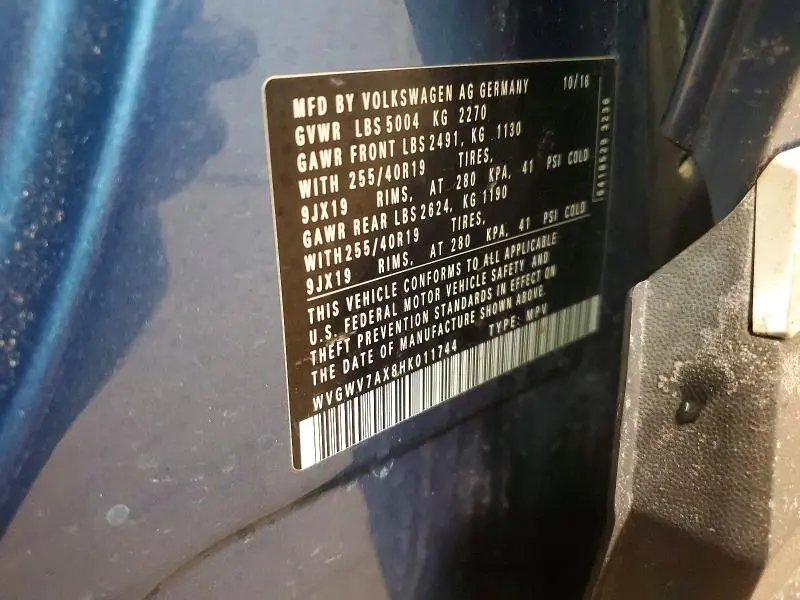 MFD BY VOLKSWAGEN AG GERMANY 10/16
GVWR LBS 5004 KG 2270
GAWR FRONT LBS 2491, KG 1130
WITH 255/40R19 TIRES,
9JX19 RIMS, AT 280 KPA, 41 PSI COLD
GAWR REAR LBS 2624, KG 1190
WITH 255/40R19 TIRES,
9JX19 RIMS, AT 280 KPA, 41 PSI COLD
THIS VEHICLE CONFORMS TO ALL APPLICABLE
U.S. FEDERAL MOTOR VEHICLE SAFETY AND
THEFT PREVENTION STANDARDS IN EFFECT ON
THE DATE OF MANUFACTURE SHOWN ABOVE.
WVGWV7AX8HK011744 TYPE: MPV